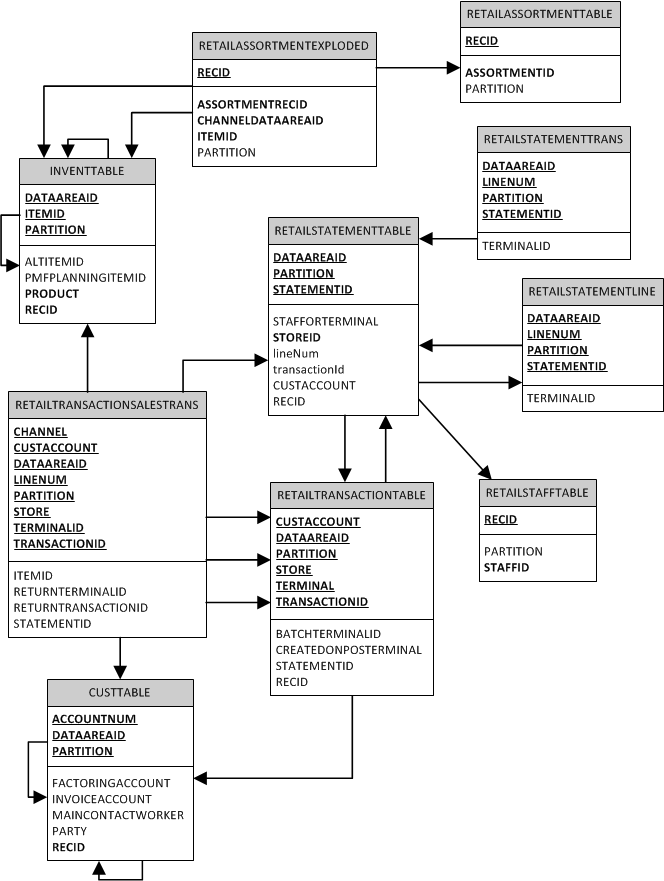 RETAILASSORTMENTTABLE
RECID
ASSORTMENTID
PARTITION
RETAILASSORTMENTEXPLODED
RECID
ASSORTMENTRECID
CHANNELDATAAREAID
ITEMID
PARTITION
RETAILSTATEMENTTRANS
DATAAREAID
LINENUM
PARTITION
STATEMENTID
TERMINALID
INVENTTABLE
DATAAREAID
ITEMID
PARTITION
ALTITEMID
PMFPLANNINGITEMID
PRODUCT
RECID
RETAILSTATEMENTTABLE
DATAAREAID
PARTITION
STATEMENTID
STAFFORTERMINAL
STOREID
lineNum
transactionId
CUSTACCOUNT
RECID
RETAILSTATEMENTLINE
DATAAREAID
LINENUM
PARTITION
STATEMENTID
TERMINALID
RETAILTRANSACTIONSALESTRANS
CHANNEL
CUSTACCOUNT
DATAAREAID
LINENUM
PARTITION
STORE
TERMINALID
TRANSACTIONID
ITEMID
RETURNTERMINALID
RETURNTRANSACTIONID
STATEMENTID
RETAILTRANSACTIONTABLE
CUSTACCOUNT
DATAAREAID
PARTITION
STORE
TERMINAL
TRANSACTIONID
BATCHTERMINALID
CREATEDONPOSTERMINAL
STATEMENTID
RECID
RETAILSTAFFTABLE
RECID
PARTITION
STAFFID
CUSTTABLE
ACCOUNTNUM
DATAAREAID
PARTITION
FACTORINGACCOUNT
INVOICEACCOUNT
MAINCONTACTWORKER
PARTY
RECID